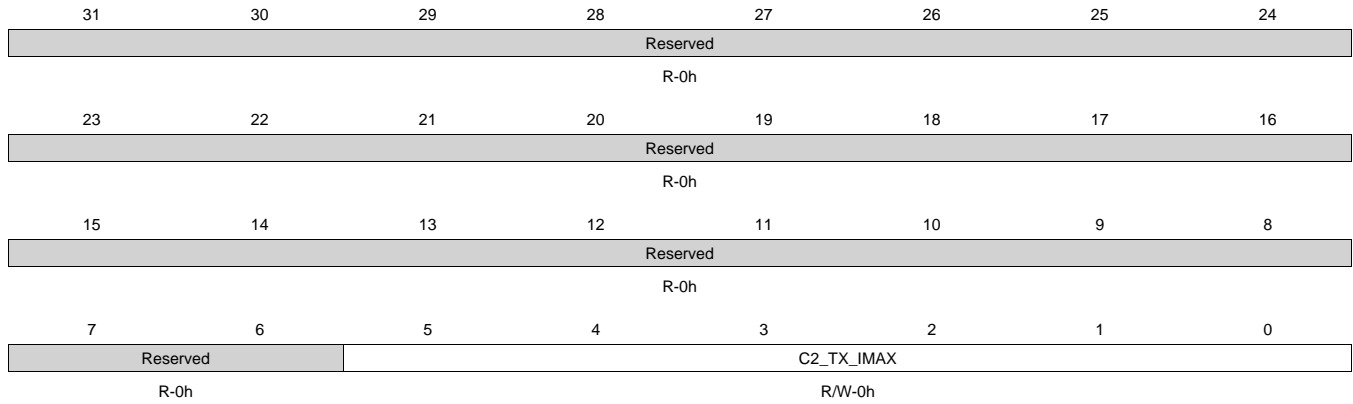 31 30 29 28 27 26 25 24
Reserved
R-0h
23 22 21 20 19 18 17 16
Reserved
R-0h
15 14 13 12 11 10 9 8
Reserved
R-0h
7 6 5 4 3 2 1 0
Reserved C2_TX_IMAX
R-0h R/W-0h